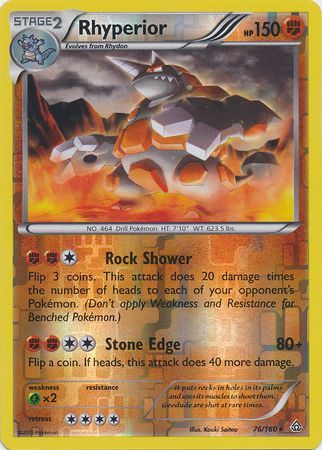 STAGE2
Rhyperior
HP150
Evolves from Rhydon
NO. 464 Drill Pokémon HT: 7'10" WT: 623.5 lbs.
Rock Shower
Flip 3 coins. This attack does 20 damage times
the number of heads to each of your opponent's
Pokémon. (Don't apply Weakness and Resistance for
Benched Pokémon.)
Stone Edge 80+
Flip a coin. If heads, this attack does 40 more damage.
weakness resistance
×2
retreat
It puts rocks in holes in its palms
and uses its muscles to shoot them.
Geodude are shot at rare times.
©2015 Pokémon
Illus. Kouki Saitou
76/160 ★